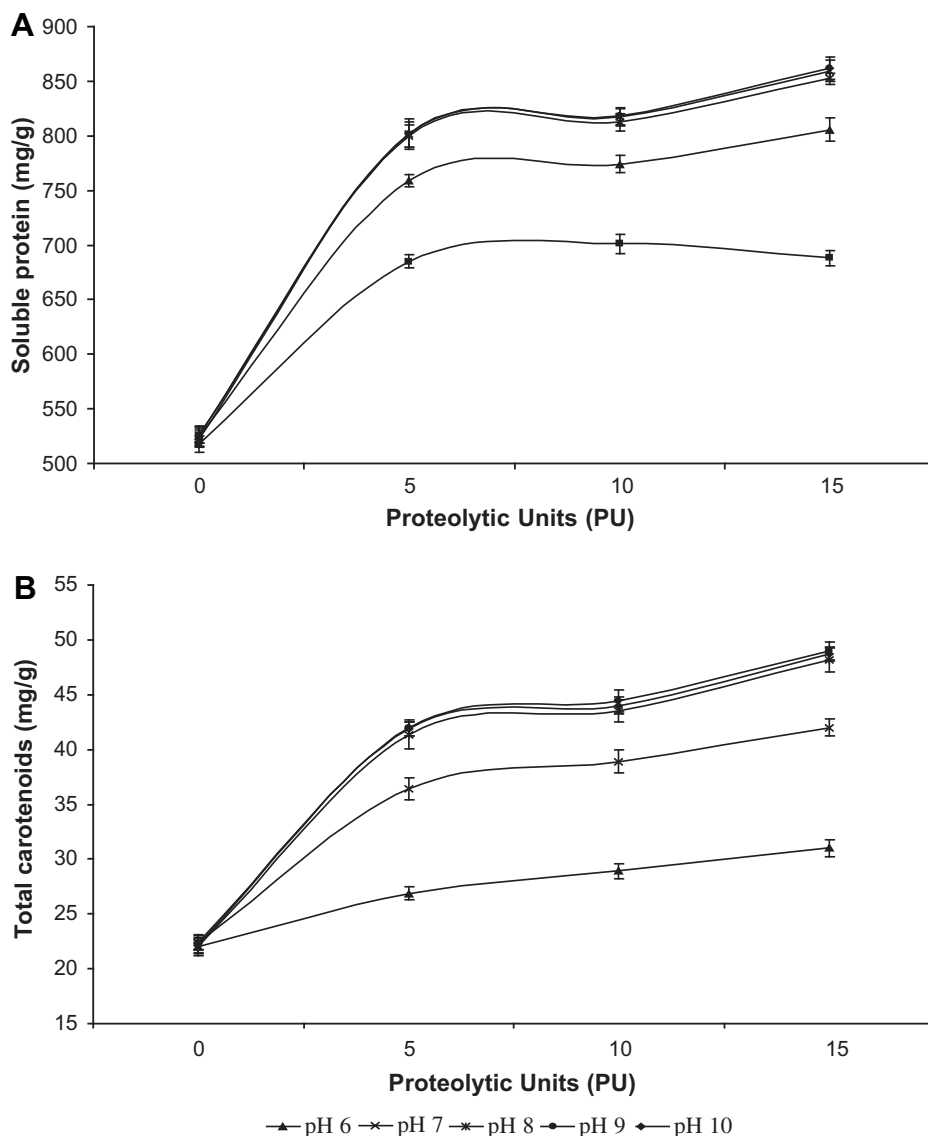 A
900
850
800
750
700
650
600
550
500
Soluble protein (mg/g)
0 5 10 15
Proteolytic Units (PU)
B
55
50
45
40
35
30
25
20
15
Total carotenoids (mg/g)
0 5 10 15
Proteolytic Units (PU)
pH 6 pH 7 pH 8 pH 9 pH 10